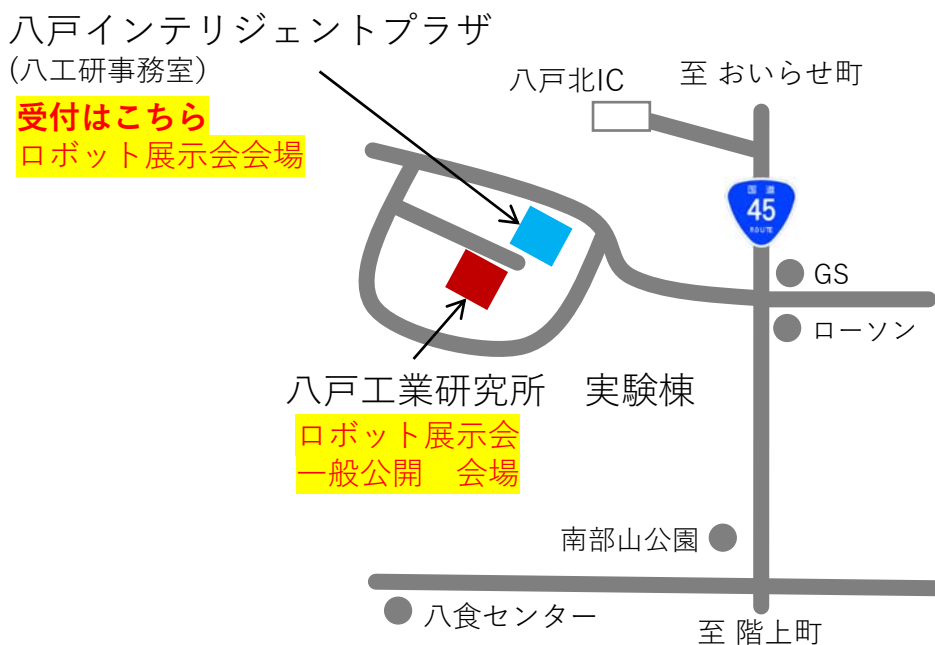 八戸インテリジェントプラザ
(八工研事務室)
受付はこちら
ロボット展示会会場
八戸北IC
至 おいらせ町
国道
45
ROUTE
GS
ローソン
八戸工業研究所　実験棟
ロボット展示会
一般公開　会場
南部山公園
八食センター
至 階上町